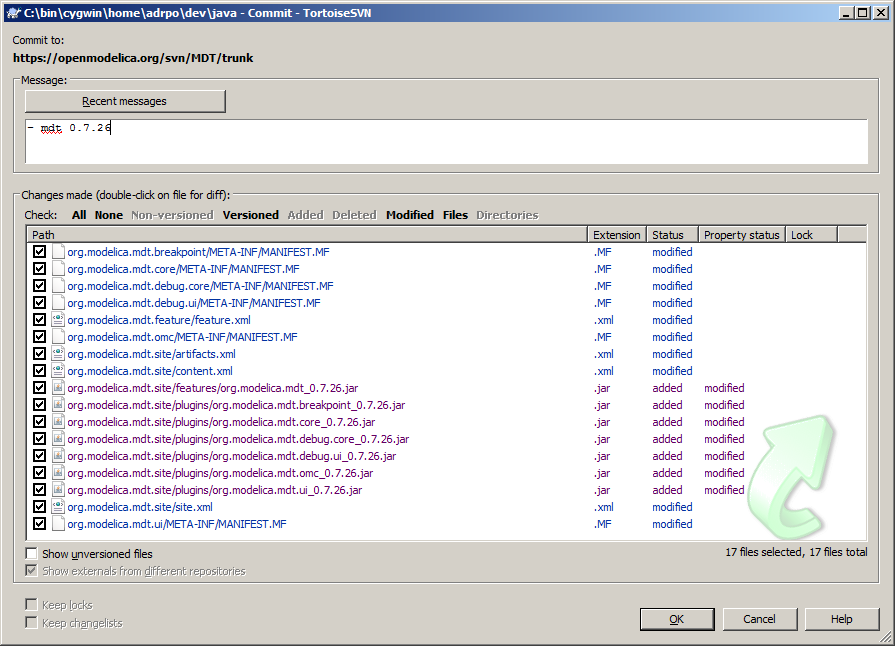 C:\bin\cygwin\home\adrpo\dev\java - Commit - TortoiseSVN
Commit to:
https://openmodelica.org/svn/MDT/trunk
Message:
Recent messages
- mdt 0.7.26
Changes made (double-click on file for diff):
Check: All None Non-versioned Versioned Added Deleted Modified Files Directories
Path Extension Status Property status Lock
org.modelica.mdt.breakpoint/META-INF/MANIFEST.MF .MF modified
org.modelica.mdt.core/META-INF/MANIFEST.MF .MF modified
org.modelica.mdt.debug.core/META-INF/MANIFEST.MF .MF modified
org.modelica.mdt.debug.ui/META-INF/MANIFEST.MF .MF modified
org.modelica.mdt.feature/feature.xml .xml modified
org.modelica.mdt.omc/META-INF/MANIFEST.MF .MF modified
org.modelica.mdt.site/artifacts.xml .xml modified
org.modelica.mdt.site/content.xml .xml modified
org.modelica.mdt.site/features/org.modelica.mdt_0.7.26.jar .jar added modified
org.modelica.mdt.site/plugins/org.modelica.mdt.breakpoint_0.7.26.jar .jar added modified
org.modelica.mdt.site/plugins/org.modelica.mdt.core_0.7.26.jar .jar added modified
org.modelica.mdt.site/plugins/org.modelica.mdt.debug.core_0.7.26.jar .jar added modified
org.modelica.mdt.site/plugins/org.modelica.mdt.debug.ui_0.7.26.jar .jar added modified
org.modelica.mdt.site/plugins/org.modelica.mdt.omc_0.7.26.jar .jar added modified
org.modelica.mdt.site/plugins/org.modelica.mdt.ui_0.7.26.jar .jar added modified
org.modelica.mdt.site/site.xml .xml modified
org.modelica.mdt.ui/META-INF/MANIFEST.MF .MF modified
Show unversioned files 17 files selected, 17 files total
Show externals from different repositories
Keep locks
Keep changelists
OK Cancel Help